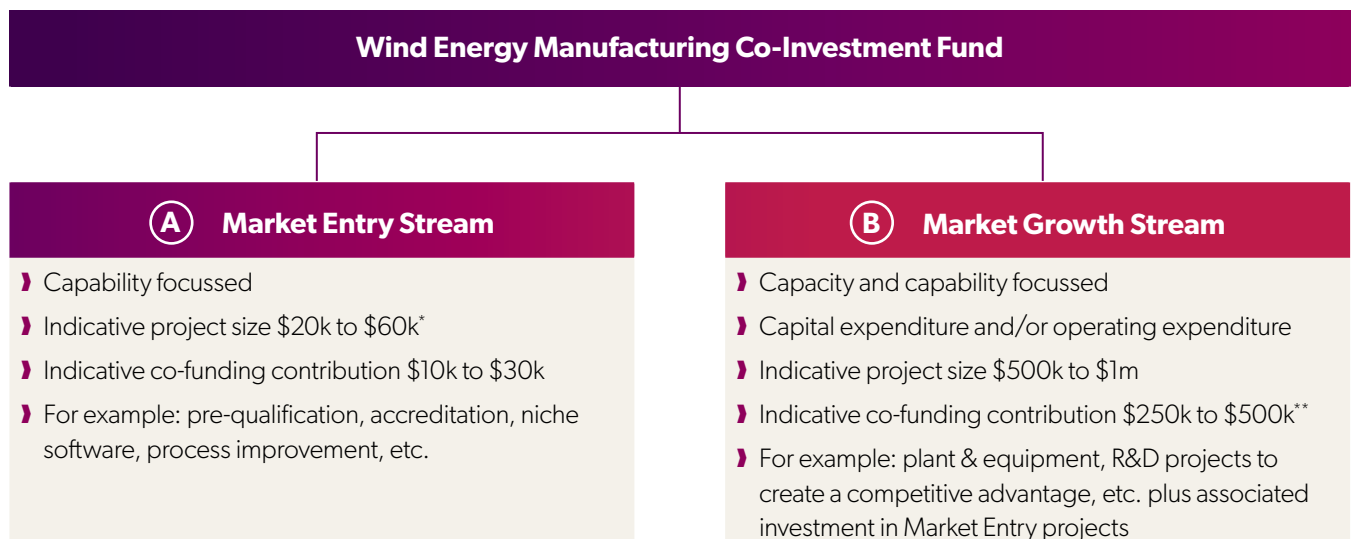 Wind Energy Manufacturing Co-Investment Fund
A Market Entry Stream
Capability focussed
Indicative project size $20k to $60k*
Indicative co-funding contribution $10k to $30k
For example: pre-qualification, accreditation, niche
software, process improvement, etc.
B Market Growth Stream
Capacity and capability focussed
Capital expenditure and/or operating expenditure
Indicative project size $500k to $1m
Indicative co-funding contribution $250k to $500k**
For example: plant & equipment, R&D projects to
create a competitive advantage, etc. plus associated
investment in Market Entry projects